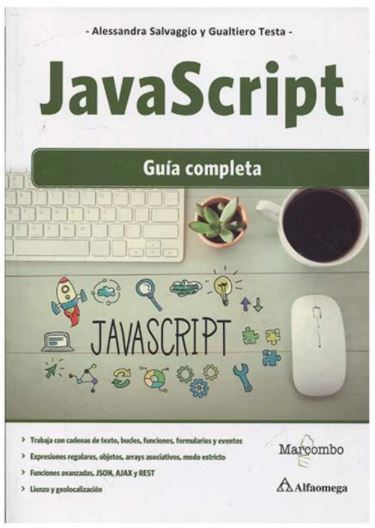 - Alessandra Salvaggio y Gualtiero Testa -
JavaScript
Guía completa
JAVASCRIPT
> Trabaja con cadenas de texto, bucles, funciones, formularios y eventos
> Expresiones regulares, objetos, arrays asociativos, modo estricto
> Funciones avanzadas, JSON, AJAX y REST
> Lienzo y geolocalización
Marcombo
Alfaomega